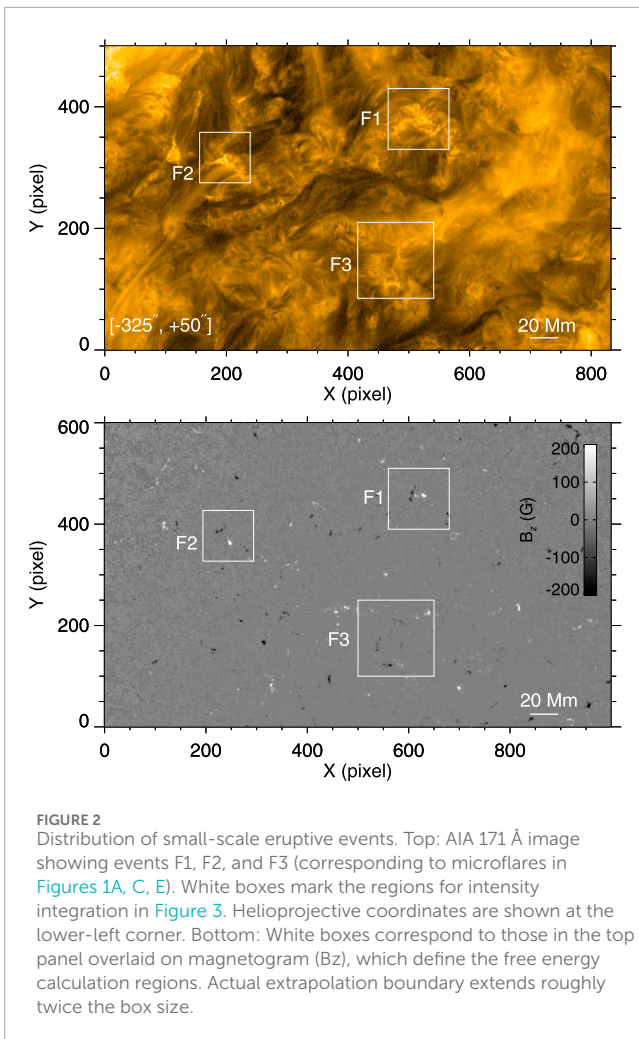 400
200
0
Y (pixel)
F1
F2
F3
[-325″, +50″]
20 Mm
0
200
400
600
800
X (pixel)
600
400
200
0
Y (pixel)
F1
F2
F3
200
100
0
-100
-200
B_z (G)
20 Mm
0
200
400
600
800
X (pixel)
FIGURE 2
Distribution of small-scale eruptive events. Top: AIA 171 Å image
showing events F1, F2, and F3 (corresponding to microflares in
Figures 1A, C, E). White boxes mark the regions for intensity
integration in Figure 3. Helioprojective coordinates are shown at the
lower-left corner. Bottom: White boxes correspond to those in the top
panel overlaid on magnetogram (Bz), which define the free energy
calculation regions. Actual extrapolation boundary extends roughly
twice the box size.